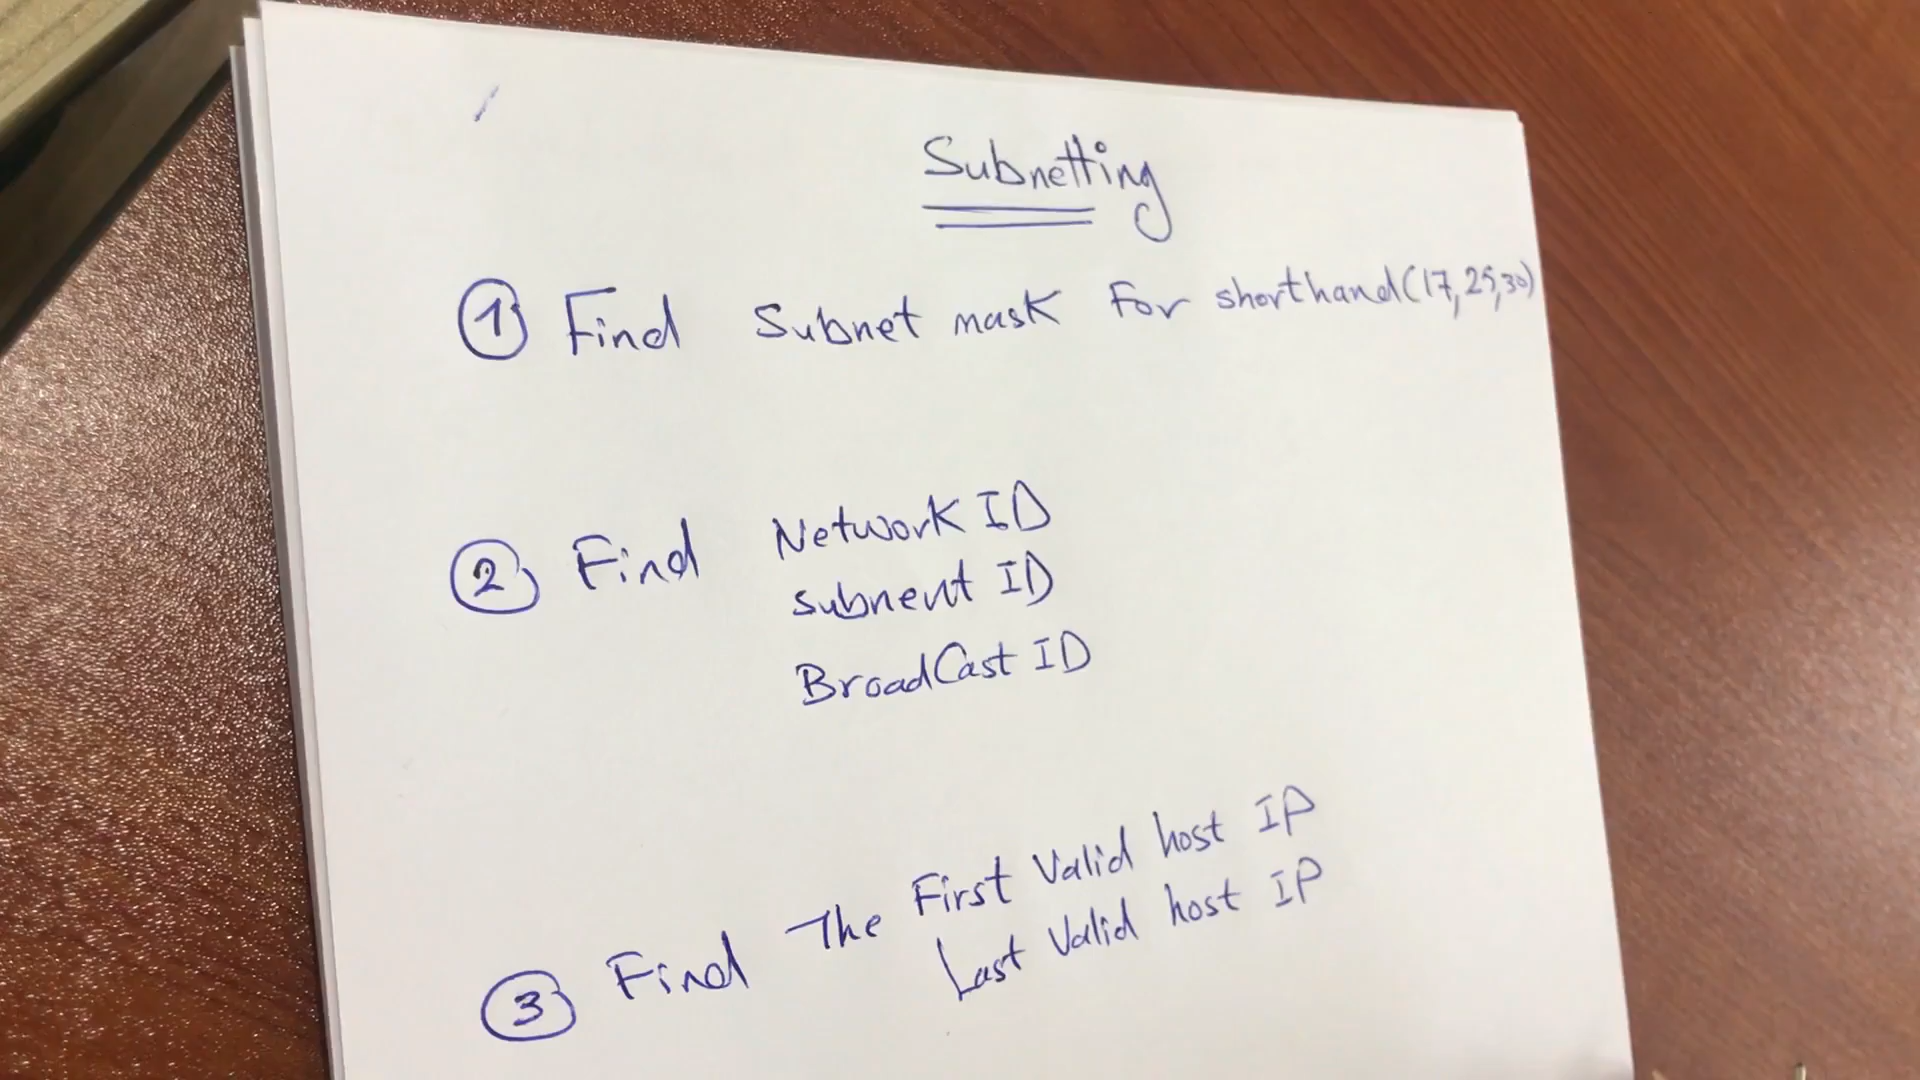 Subnetting
1 Find Subnet mask For shorthand (17,25,30)
2 Find Network ID
subnent ID
BroadCast ID
3 Find The First Valid host IP
Last Valid host IP